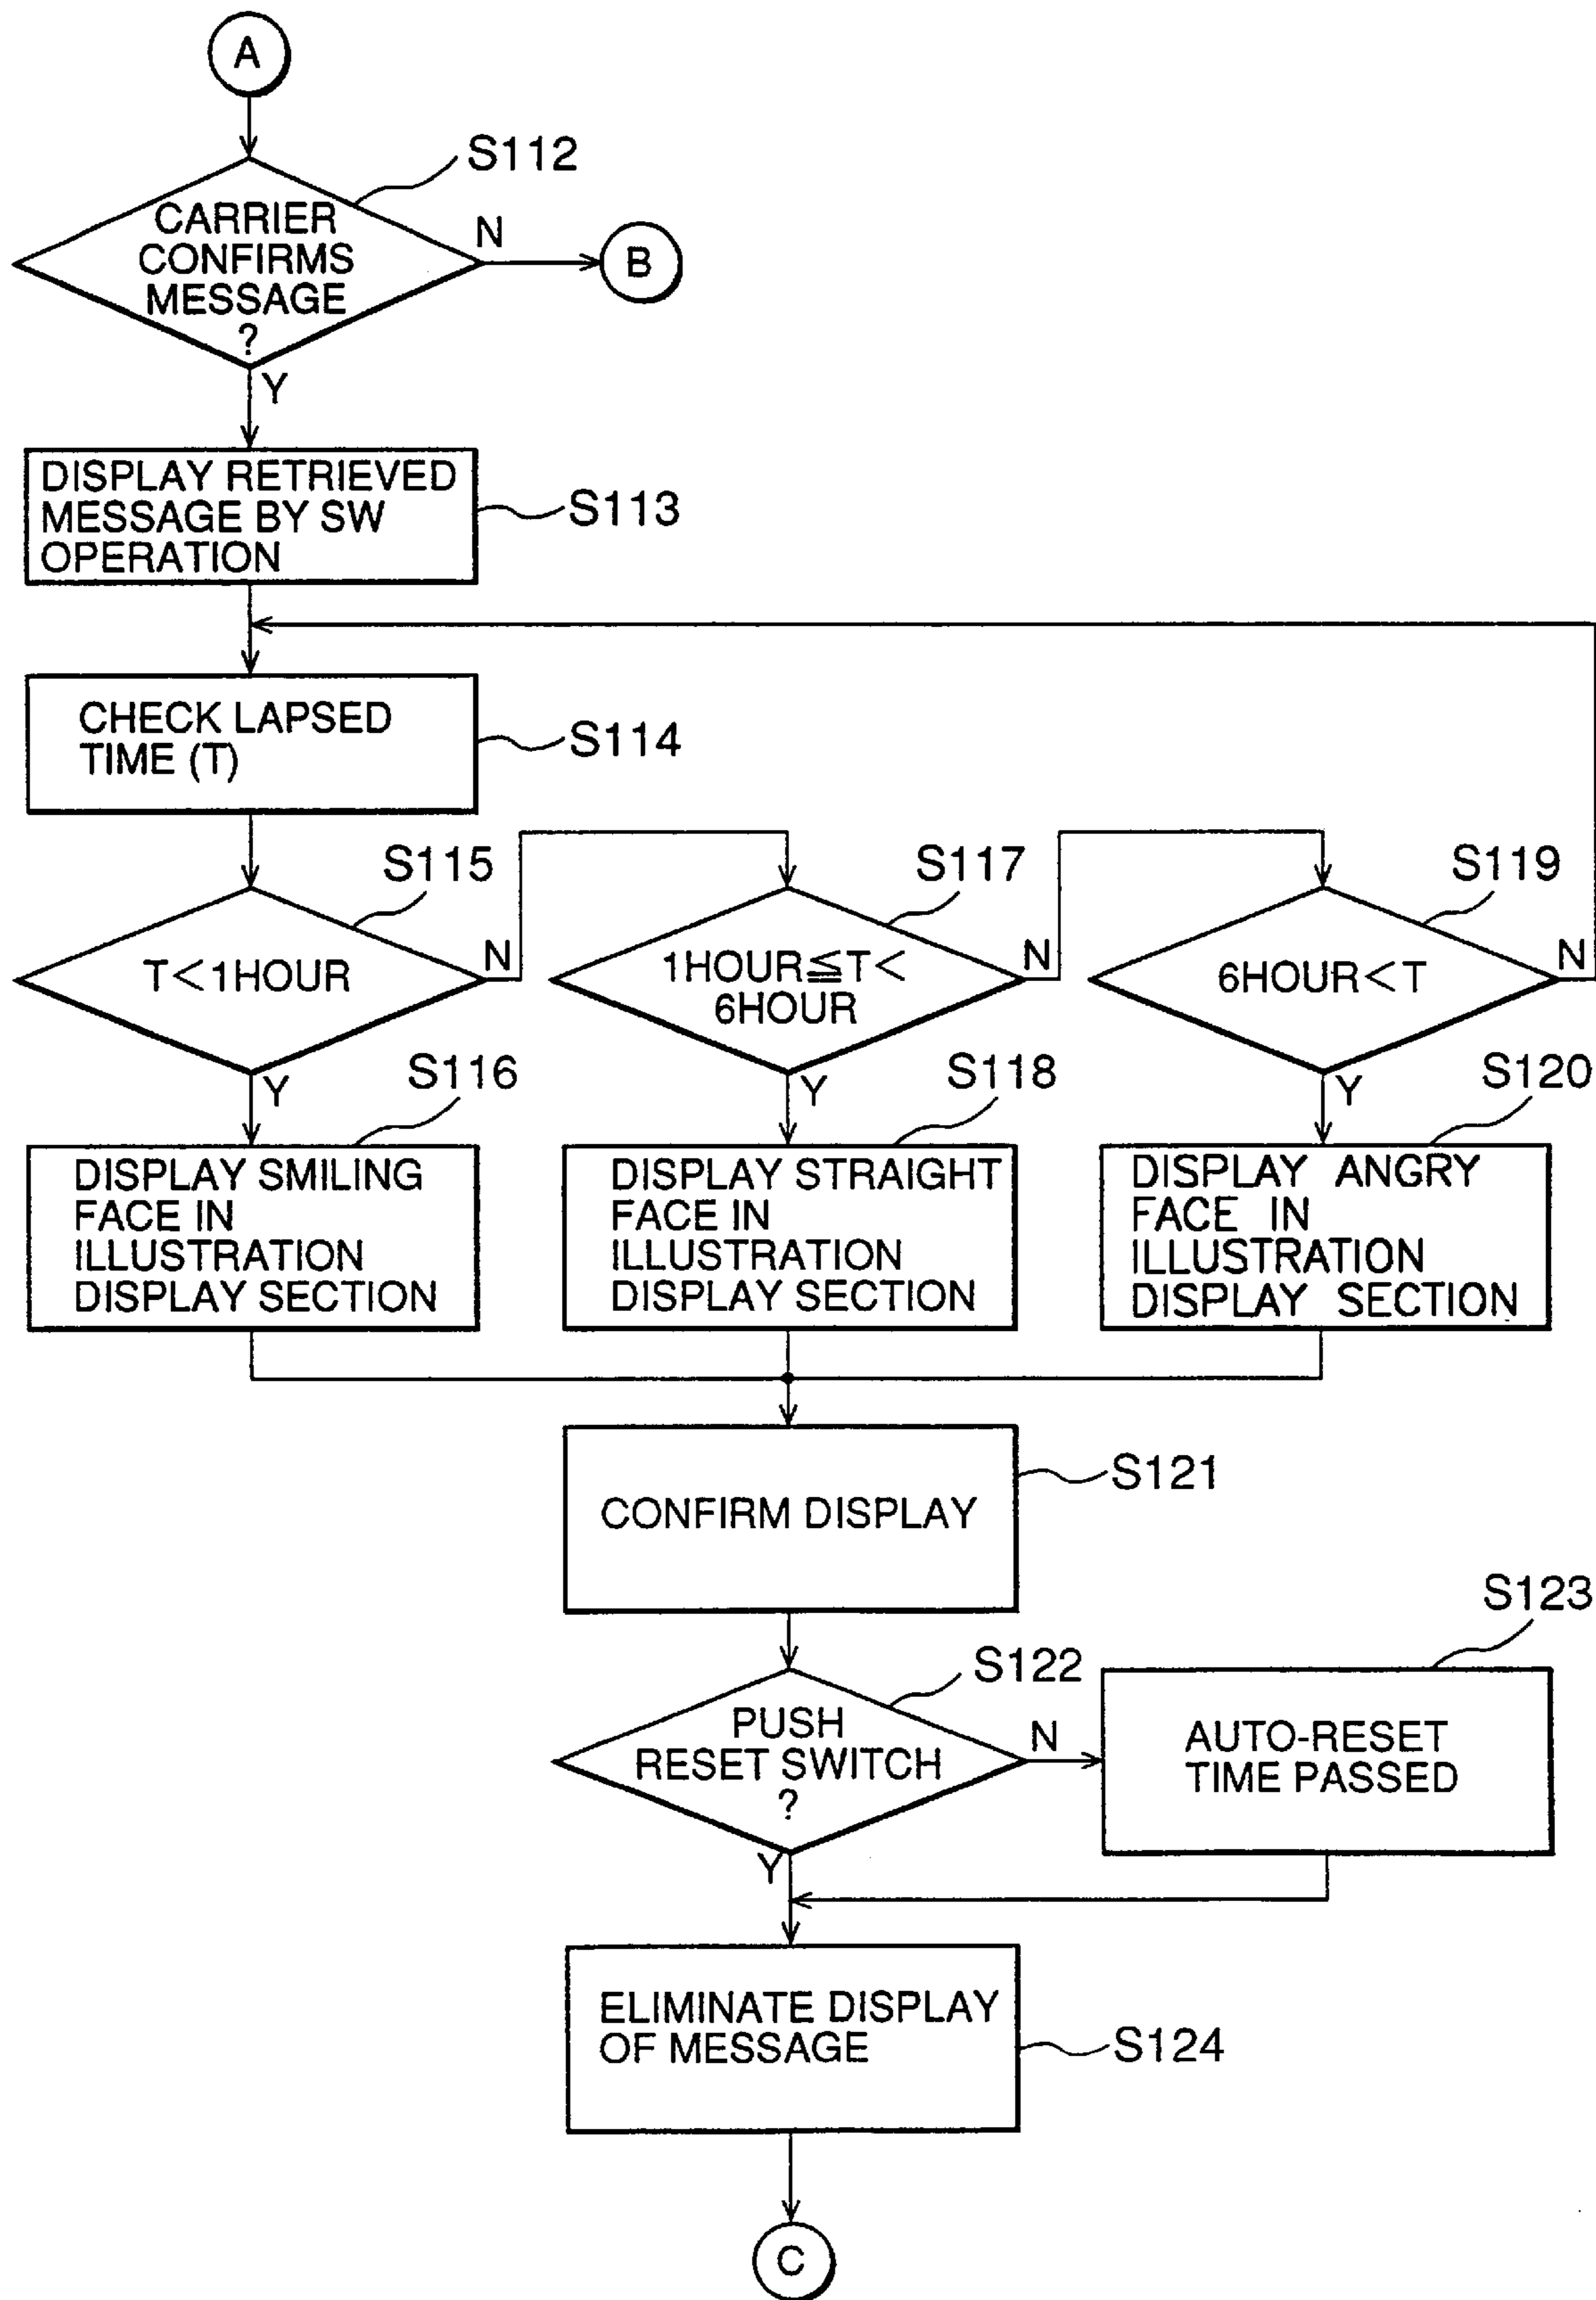 A
S112
CARRIER
CONFIRMS
MESSAGE
?
N
B
Y
DISPLAY RETRIEVED
MESSAGE BY SW
OPERATION
S113
CHECK LAPSED
TIME (T)
S114
S115
T<1HOUR
N
Y
S117
1HOUR≦T<
6HOUR
N
Y
S119
6HOUR<T
N
Y
S116
DISPLAY SMILING
FACE IN
ILLUSTRATION
DISPLAY SECTION
S118
DISPLAY STRAIGHT
FACE IN
ILLUSTRATION
DISPLAY SECTION
S120
DISPLAY ANGRY
FACE IN
ILLUSTRATION
DISPLAY SECTION
CONFIRM DISPLAY
S121
S122
PUSH
RESET SWITCH
?
N
Y
S123
AUTO-RESET
TIME PASSED
ELIMINATE DISPLAY
OF MESSAGE
S124
C